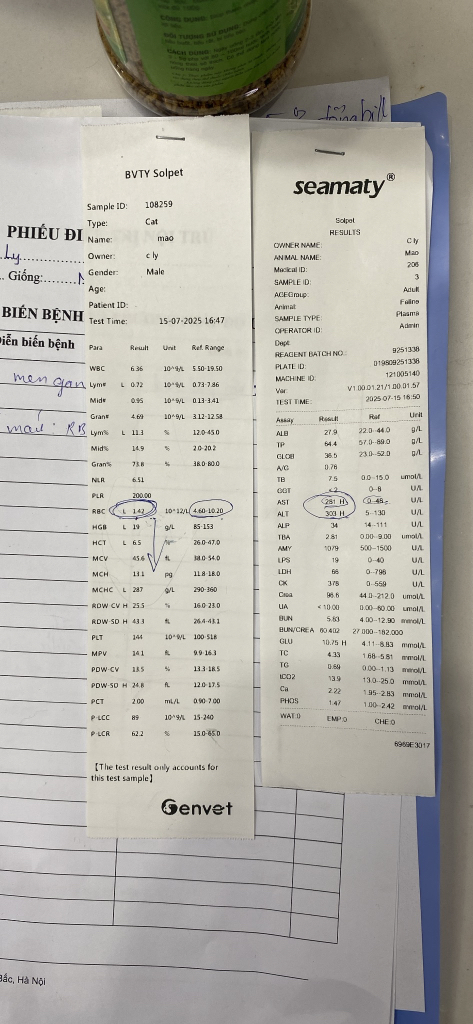 CÔNG DỤNG:
ĐỐI TƯỢNG SỬ DỤNG:
CÁCH DÙNG:
PHIẾU ĐI
Ly
Giống:
BIẾN BỆNH
iễn biến bệnh
men gan
máu: RB
Bắc, Hà Nội
BVTY Solpet
Sample ID: 108259
Type: Cat
Name: mao
Owner: c ly
Gender: Male
Age:
Patient ID:
Test Time: 15-07-2025 16:47
Para Result Unit Ref. Range
WBC 6.36 10^9/L 5.50-19.50
Lym# L 0.72 10^9/L 0.73-7.86
Mid# 0.95 10^9/L 0.13-3.41
Gran# 4.69 10^9/L 3.12-12.58
Lym% L 11.3 % 12.0-45.0
Mid% 14.9 % 2.0-20.2
Gran% 73.8 % 38.0-80.0
NLR 6.51
PLR 200.00
RBC L 1.42 10^12/L 4.60-10.20
HGB L 19 g/L 85-153
HCT L 6.5 % 26.0-47.0
MCV 45.6 fL 38.0-54.0
MCH 13.1 pg 11.8-18.0
MCHC L 287 g/L 290-360
RDW-CV H 25.5 % 16.0-23.0
RDW-SD H 43.3 fL 26.4-43.1
PLT 144 10^9/L 100-518
MPV 14.1 fL 9.9-16.3
PDW-CV 13.5 % 13.3-18.5
PDW-SD H 24.8 fL 12.0-17.5
PCT 2.00 mL/L 0.90-7.00
P-LCC 89 10^9/L 15-240
P-LCR 62.2 % 15.0-65.0
【The test result only accounts for
this test sample】
Genvet
seamaty®
Solpet
RESULTS
OWNER NAME: C ly
ANIMAL NAME: Mao
Medical ID: 206
SAMPLE ID: 3
AGEGroup: Adult
Animal: Feline
SAMPLE TYPE: Plasma
OPERATOR ID: Admin
Dept:
REAGENT BATCH NO.: 9251338
PLATE ID: 019809251338
MACHINE ID: 121005140
Ver: V1.00.01.21/1.00.01.57
TEST TIME: 2025-07-15 16:50
Assay Result Ref Unit
ALB 27.9 22.0-44.0 g/L
TP 64.4 57.0-89.0 g/L
GLOB 36.5 23.0-52.0 g/L
A/G 0.76
TB 7.5 0.0-15.0 umol/L
GGT <2 0-8 U/L
AST 281 H 0-48 U/L
ALT 303 H 5-130 U/L
ALP 34 14-111 U/L
TBA 2.81 0.00-9.00 umol/L
AMY 1079 500-1500 U/L
LPS 19 0-40 U/L
LDH 66 0-798 U/L
CK 378 0-559 U/L
Crea 96.6 44.0-212.0 umol/L
UA <10.00 0.00-60.00 umol/L
BUN 5.83 4.00-12.90 mmol/L
BUN/CREA 60.402 27.000-182.000
GLU 10.75 H 4.11-8.83 mmol/L
TC 4.33 1.68-5.81 mmol/L
TG 0.69 0.00-1.13 mmol/L
tCO2 13.9 13.0-25.0 mmol/L
Ca 2.22 1.95-2.83 mmol/L
PHOS 1.47 1.00-2.42 mmol/L
WAT:0 EMP:0 CHE:0
6969E3017